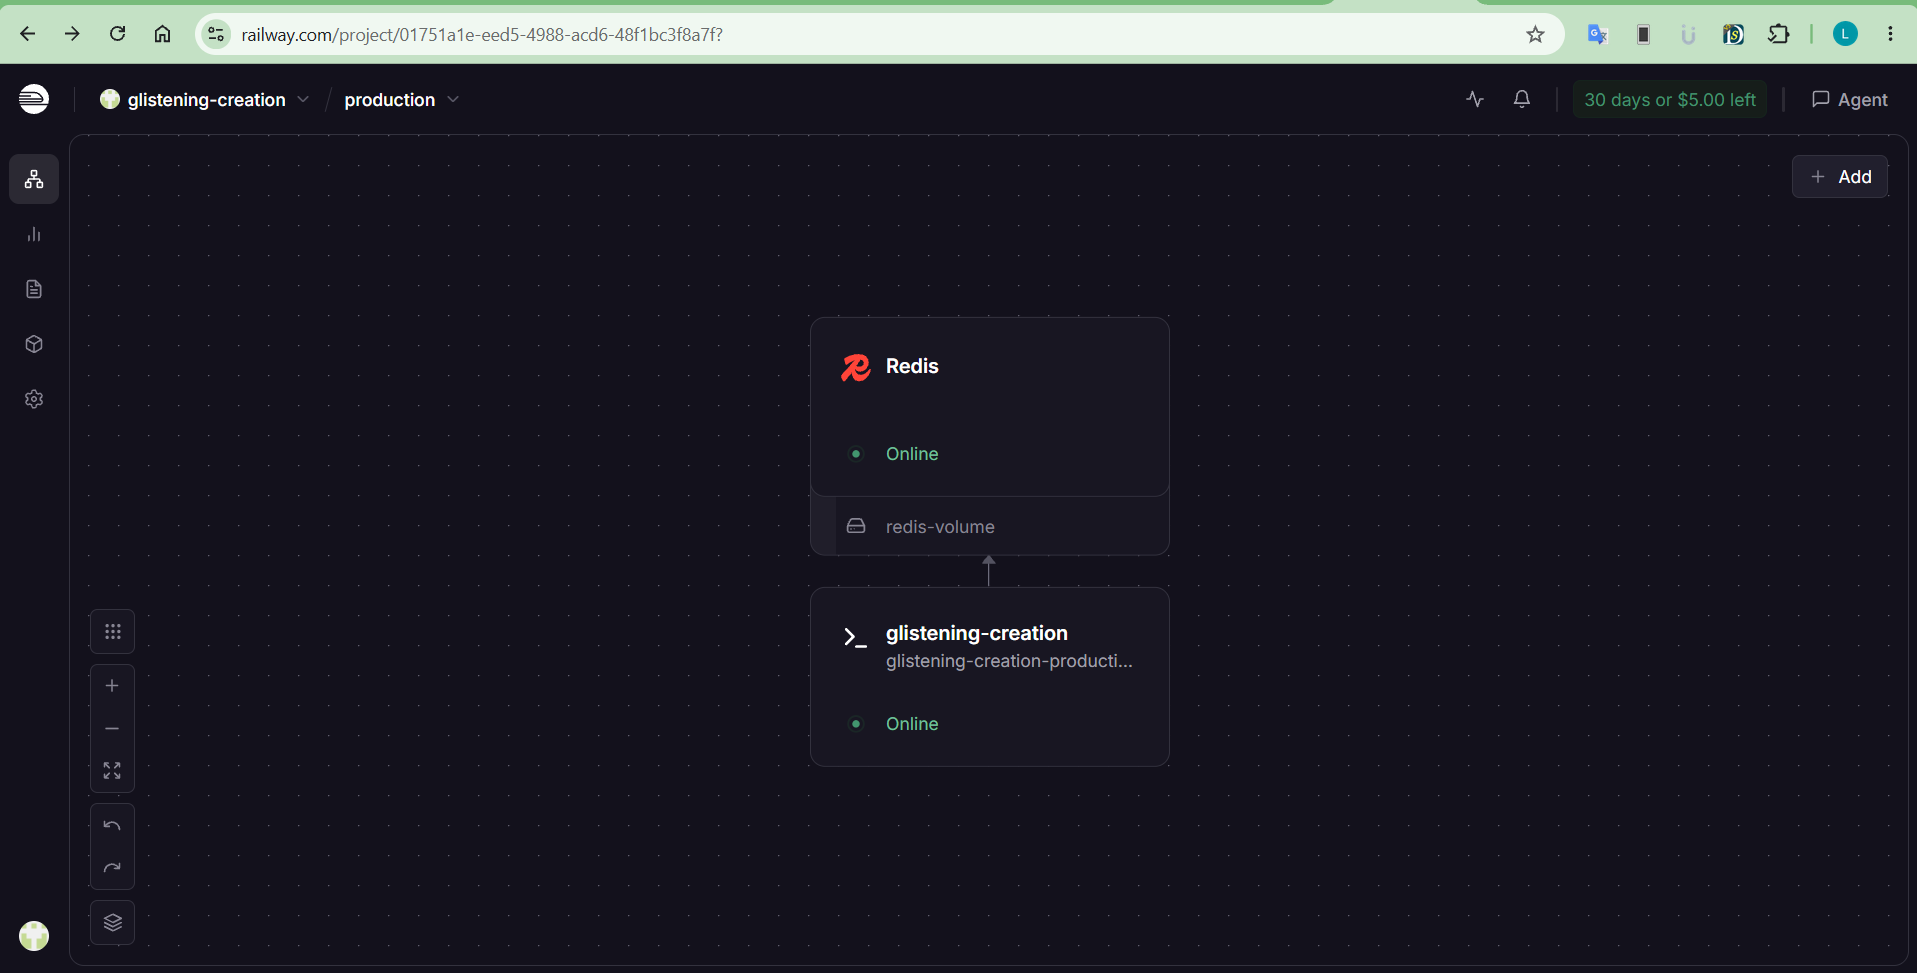 railway.com/project/01751a1e-eed5-4988-acd6-48f1bc3f8a7f?
L
glistening-creation / production
30 days or $5.00 left
Agent
+ Add
Redis
Online
redis-volume
glistening-creation
glistening-creation-producti...
Online